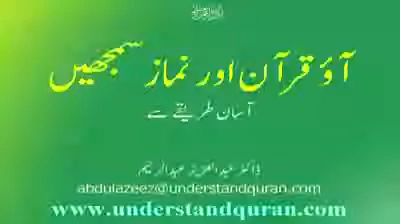 آؤ قرآن اور نماز سمجھیں
آسان طریقے سے
ڈاکٹر عبدالعزیز عبدالرحیم
abdulazeez@understandquran.com
www.understandquran.com